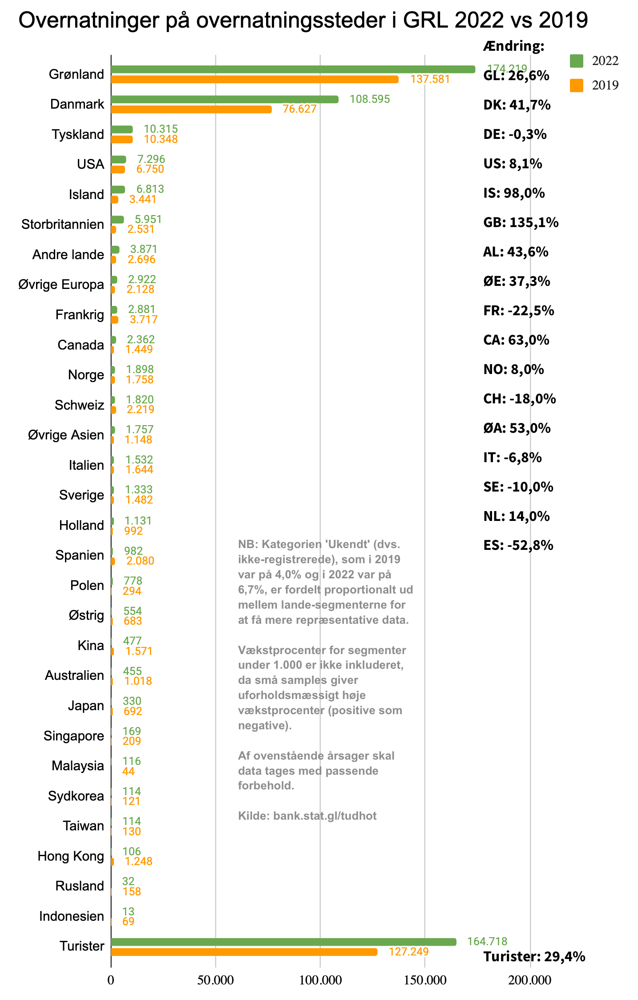 Overnatninger på overnatningssteder i GRL 2022 vs 2019
Ændring:
2022
2019
Grønland
174.219
137.581
GL: 26,6%
Danmark
108.595
76.627
DK: 41,7%
Tyskland
10.315
10.348
DE: -0,3%
USA
7.296
6.750
US: 8,1%
Island
6.813
3.441
IS: 98,0%
Storbritannien
5.951
2.531
GB: 135,1%
Andre lande
3.871
2.696
AL: 43,6%
Øvrige Europa
2.922
2.128
ØE: 37,3%
Frankrig
2.881
3.717
FR: -22,5%
Canada
2.362
1.449
CA: 63,0%
Norge
1.898
1.758
NO: 8,0%
Schweiz
1.820
2.219
CH: -18,0%
Øvrige Asien
1.757
1.148
ØA: 53,0%
Italien
1.532
1.644
IT: -6,8%
Sverige
1.333
1.482
SE: -10,0%
Holland
1.131
992
NL: 14,0%
Spanien
982
2.080
ES: -52,8%
Polen
778
294
Østrig
554
683
Kina
477
1.571
Australien
455
1.018
Japan
330
692
Singapore
169
209
Malaysia
116
44
Sydkorea
114
121
Taiwan
114
130
Hong Kong
106
1.248
Rusland
32
158
Indonesien
13
69
Turister
164.718
127.249
Turister: 29,4%
NB: Kategorien 'Ukendt' (dvs.
ikke-registrerede), som i 2019
var på 4,0% og i 2022 var på
6,7%, er fordelt proportionalt ud
mellem lande-segmenterne for
at få mere repræsentative data.
Vækstprocenter for segmenter
under 1.000 er ikke inkluderet,
da små samples giver
uforholdsmæssigt høje
vækstprocenter (positive som
negative).
Af ovenstående årsager skal
data tages med passende
forbehold.
Kilde: bank.stat.gl/tudhot
0
50.000
100.000
150.000
200.000